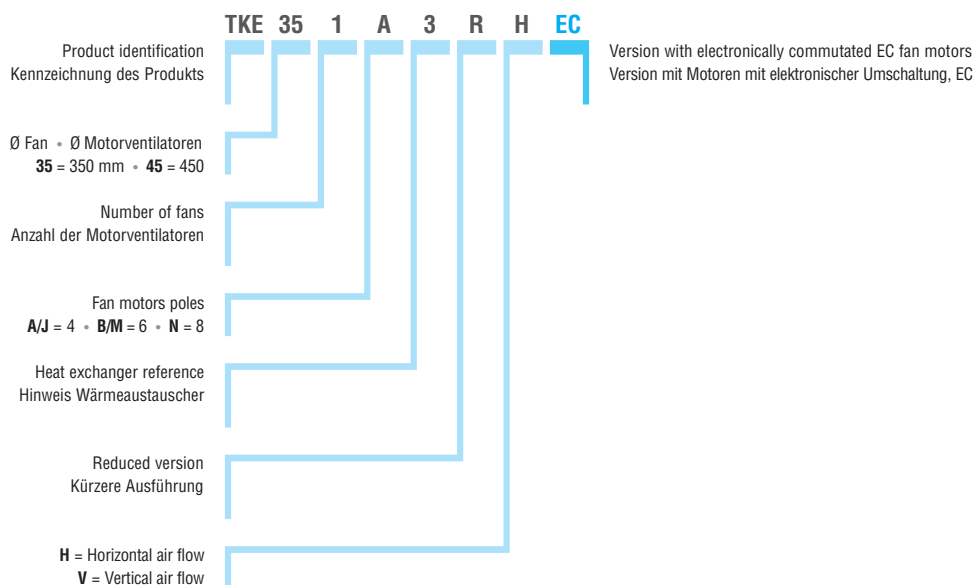 TKE 35 1 A 3 R H EC
Product identification
Kennzeichnung des Produkts
Version with electronically commutated EC fan motors
Version mit Motoren mit elektronischer Umschaltung, EC
Ø Fan • Ø Motorventilatoren
35 = 350 mm • 45 = 450
Number of fans
Anzahl der Motorventilatoren
Fan motors poles
A/J = 4 • B/M = 6 • N = 8
Heat exchanger reference
Hinweis Wärmeaustauscher
Reduced version
Kürzere Ausführung
H = Horizontal air flow
V = Vertical air flow